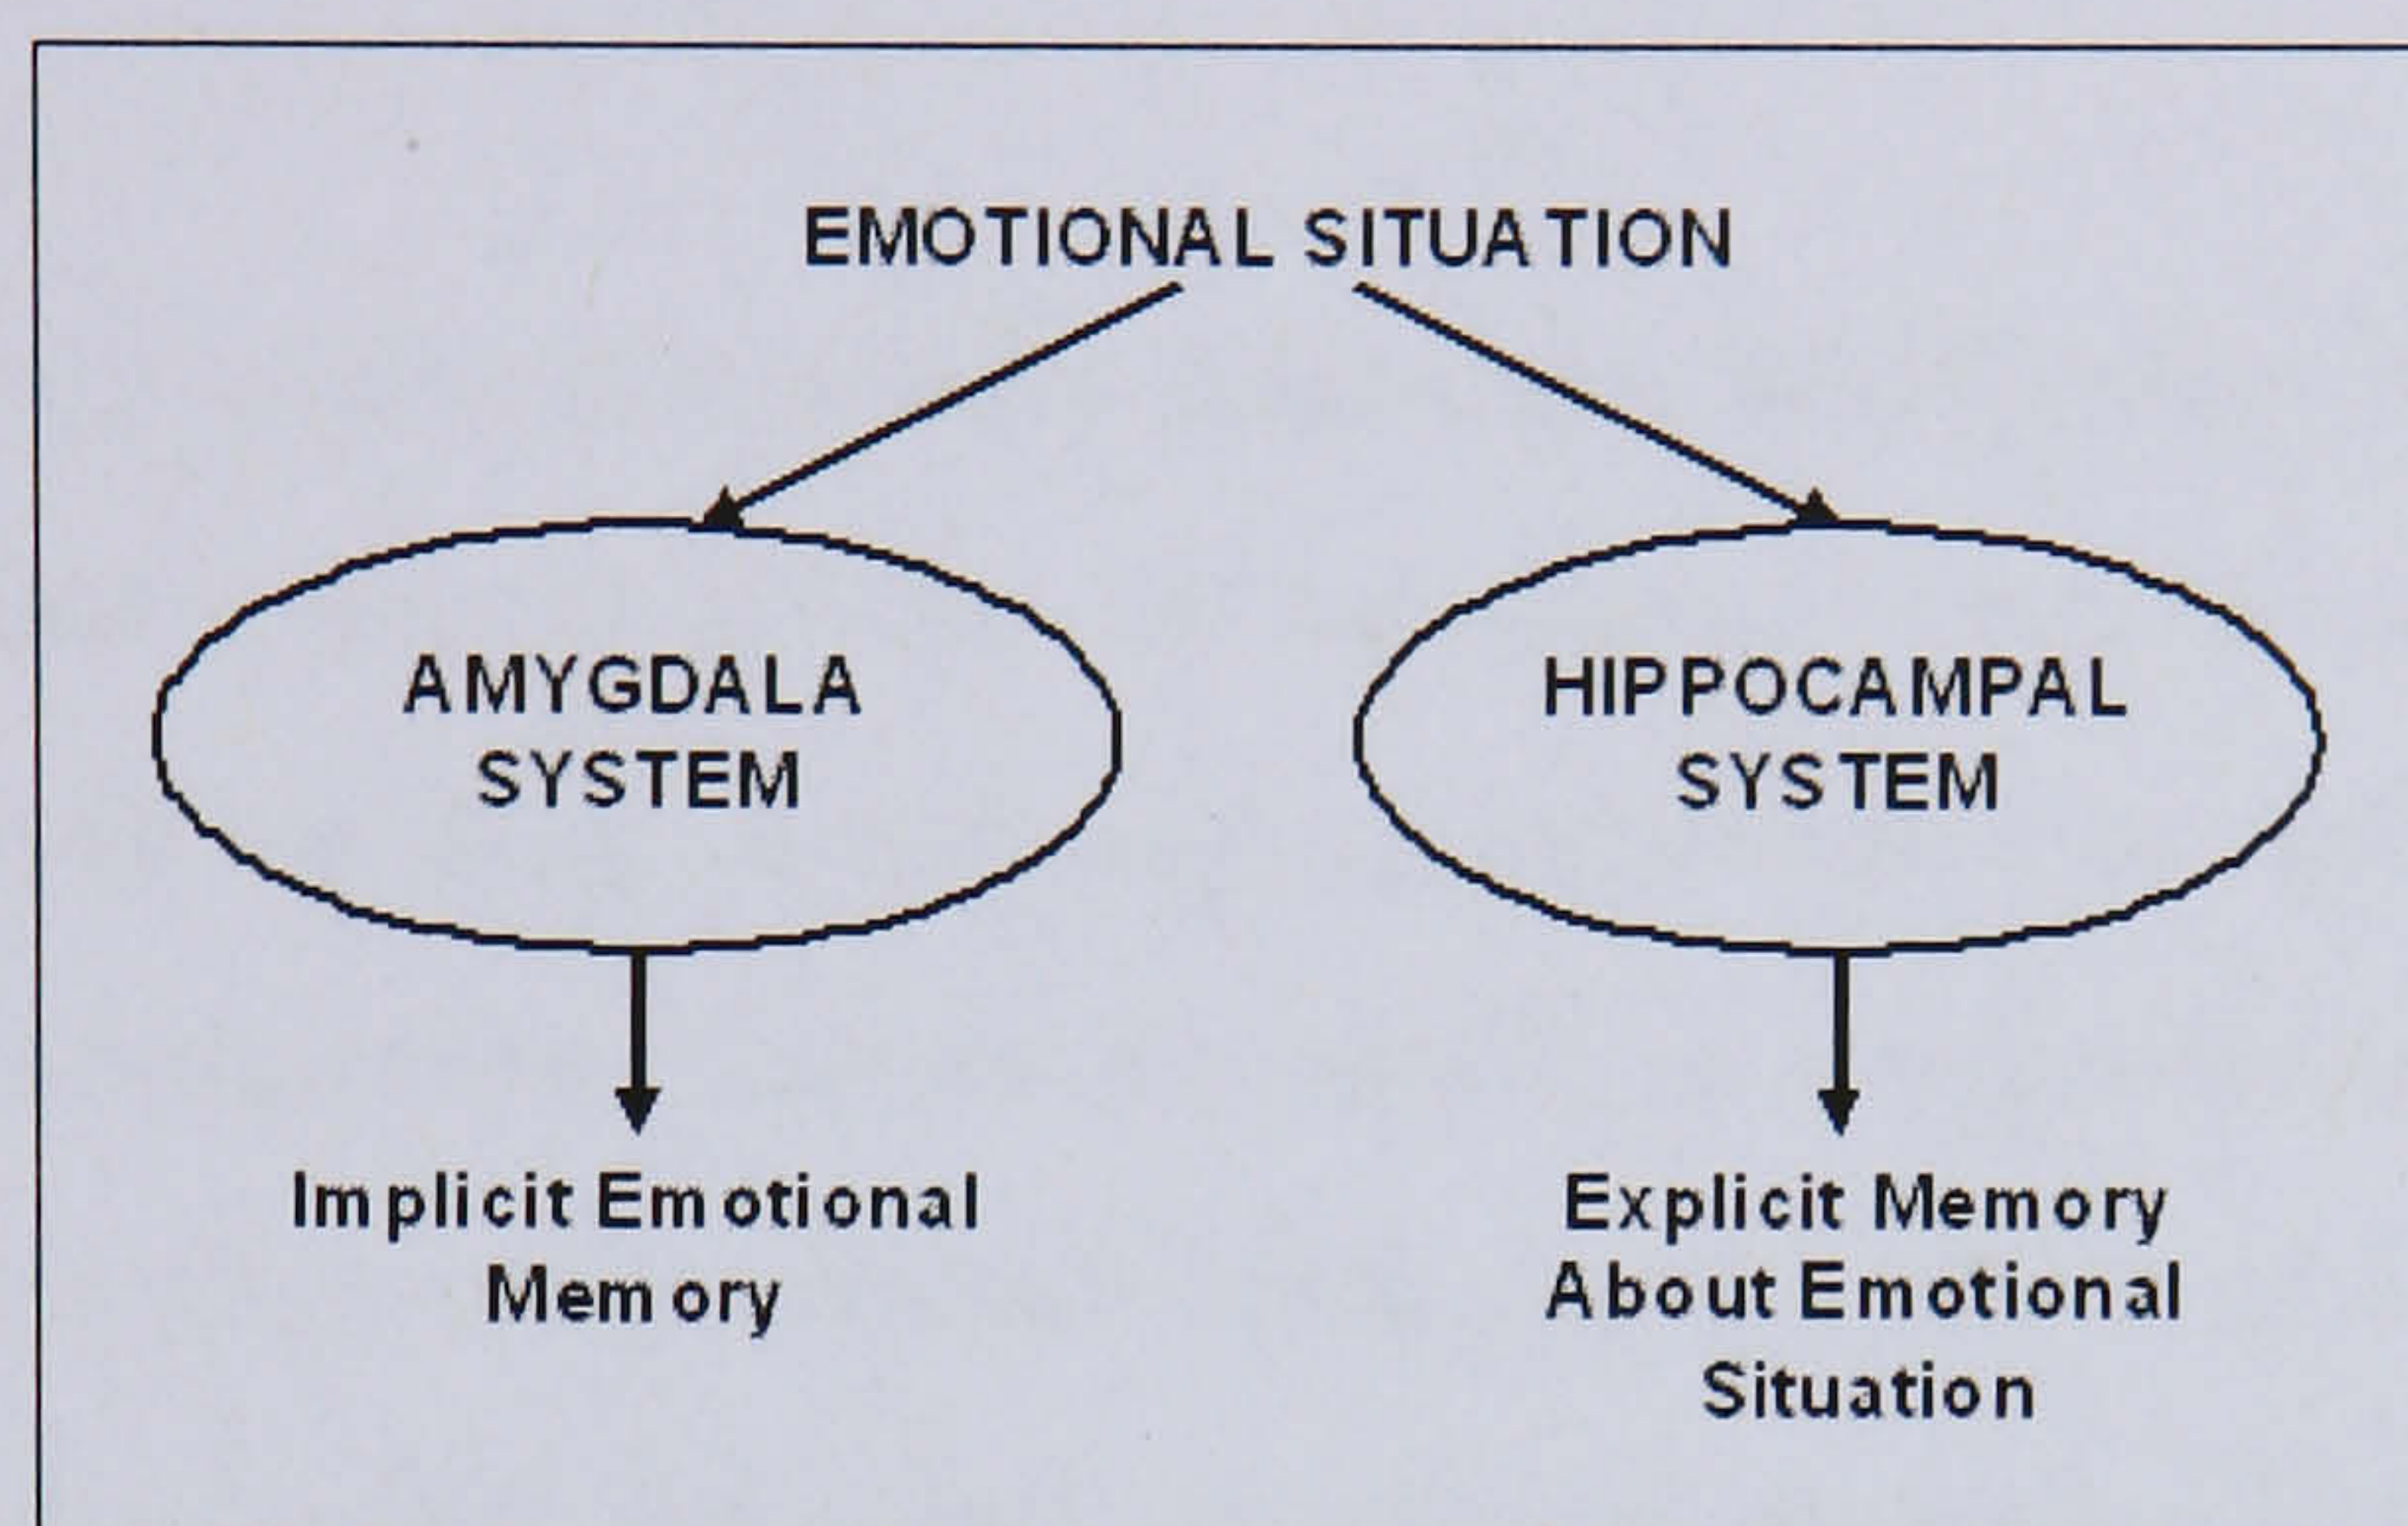 EMOTIONAL SITUATION
AMYGDALA
SYSTEM
HIPPOCAMPAL
SYSTEM
Implicit Emotional
Memory
Explicit Memory
About Emotional
Situation